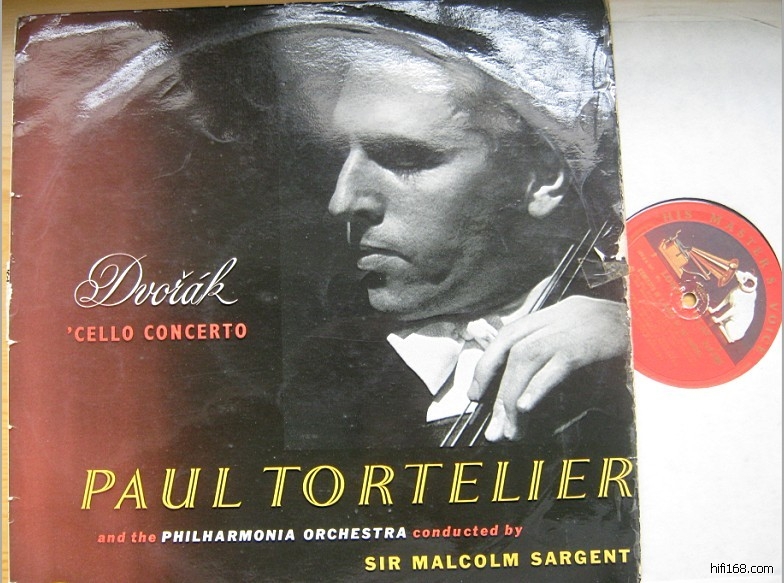 Dvořák
'CELLO CONCERTO
PAUL TORTELIER
and the PHILHARMONIA ORCHESTRA conducted by
SIR MALCOLM SARGENT
HIS MASTER'S VOICE
hifi168.com